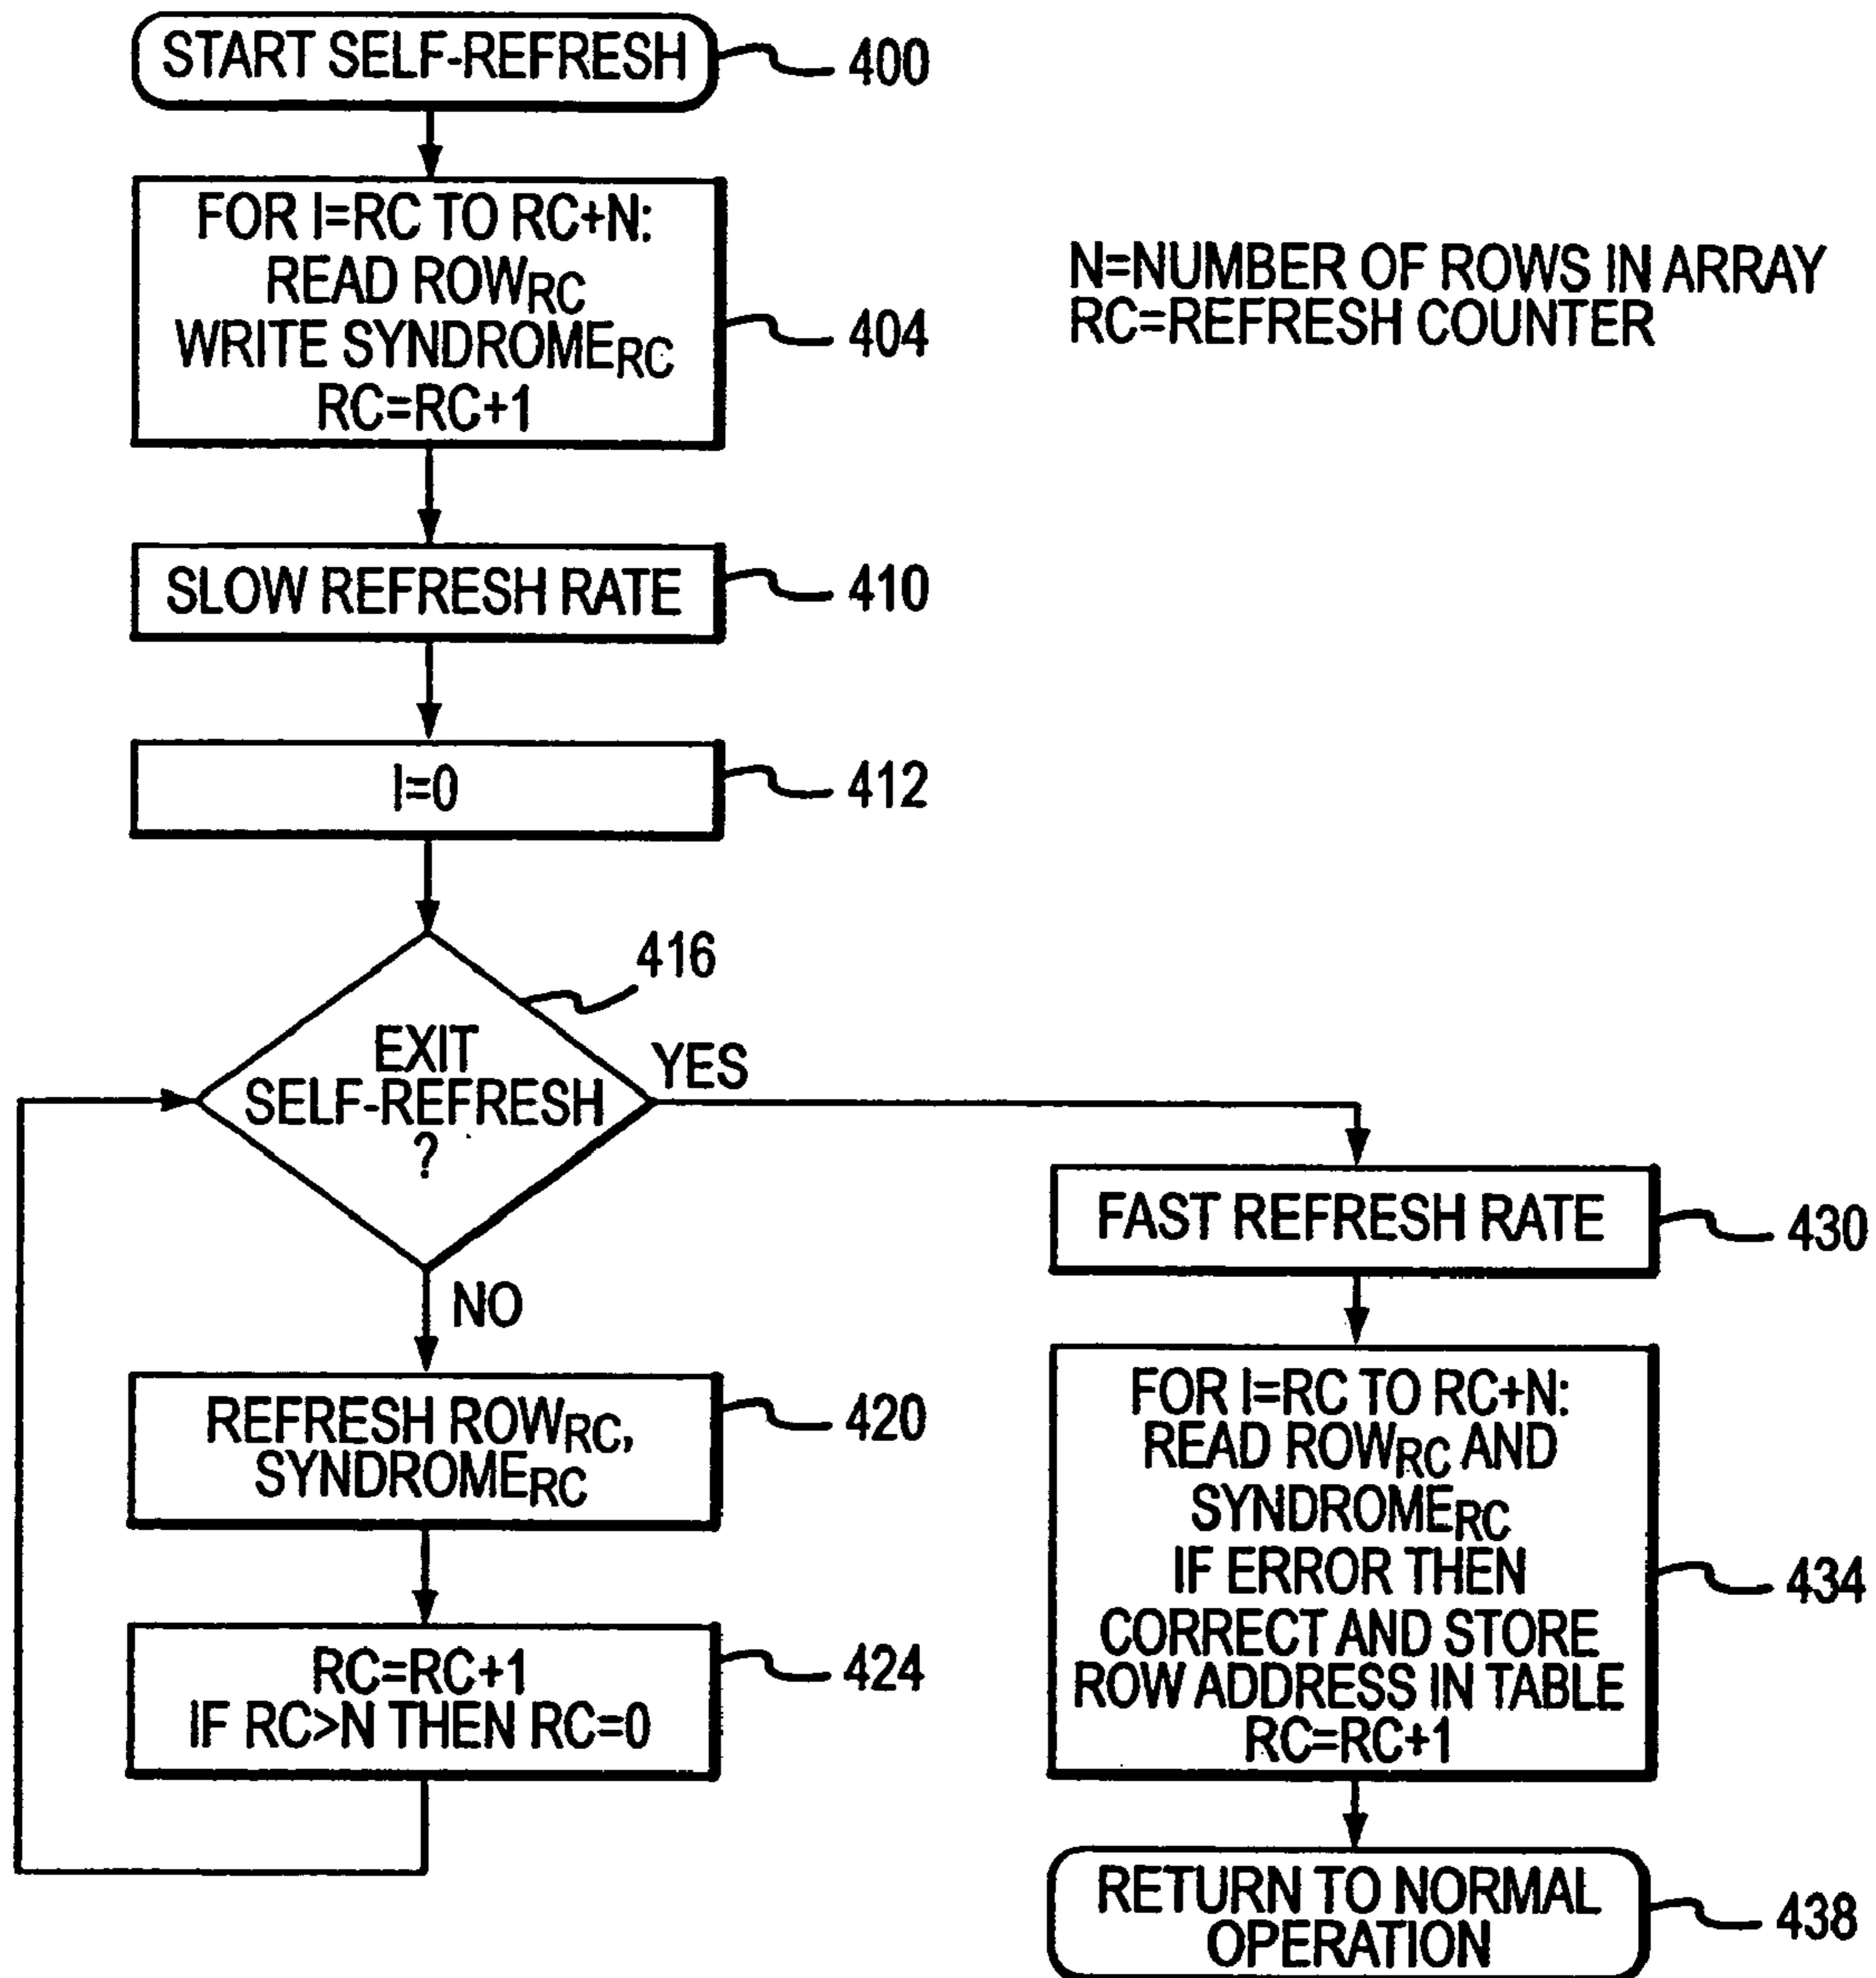 START SELF-REFRESH
400
FOR I=RC TO RC+N:
READ ROWRC
WRITE SYNDROMERC
RC=RC+1
404
N=NUMBER OF ROWS IN ARRAY
RC=REFRESH COUNTER
SLOW REFRESH RATE
410
I=0
412
416
EXIT
SELF-REFRESH
?
YES
NO
REFRESH ROWRC,
SYNDROMERC
420
RC=RC+1
IF RC>N THEN RC=0
424
FAST REFRESH RATE
430
FOR I=RC TO RC+N:
READ ROWRC AND
SYNDROMERC
IF ERROR THEN
CORRECT AND STORE
ROW ADDRESS IN TABLE
RC=RC+1
434
RETURN TO NORMAL
OPERATION
438